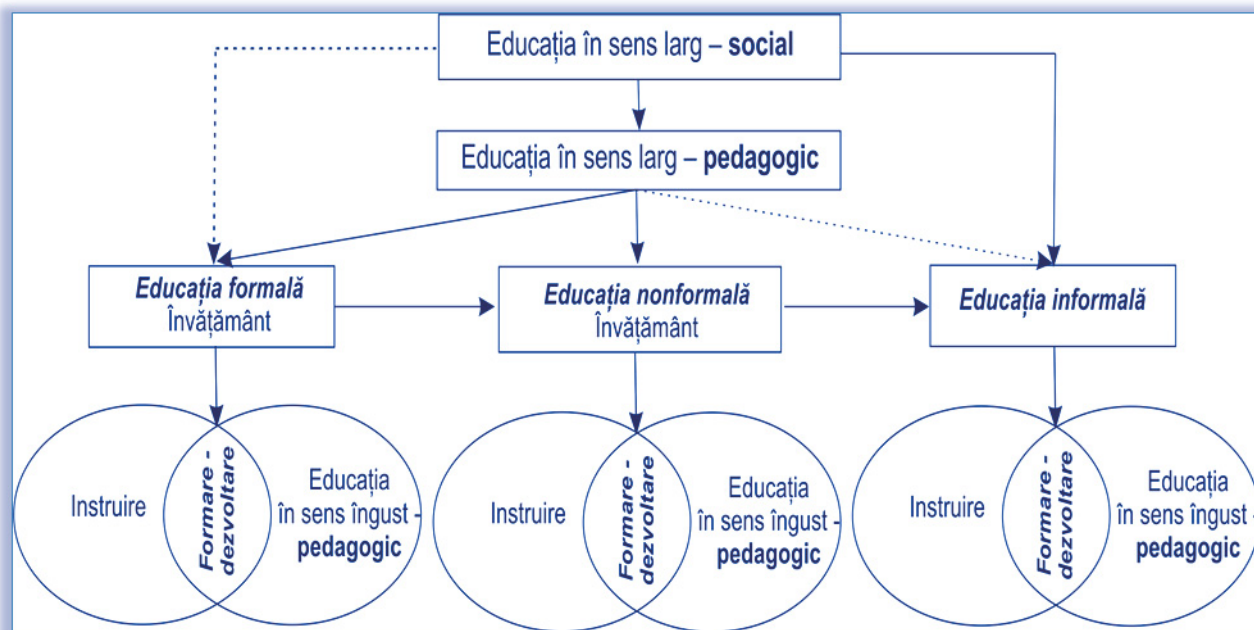 Educația în sens larg – social
Educația în sens larg – pedagogic
Educația formală
Învățământ
Educația nonformală
Învățământ
Educația informală
Instruire
Formare -
dezvoltare
Educația
în sens îngust -
pedagogic
Instruire
Formare -
dezvoltare
Educația
în sens îngust -
pedagogic
Instruire
Formare -
dezvoltare
Educația
în sens îngust -
pedagogic